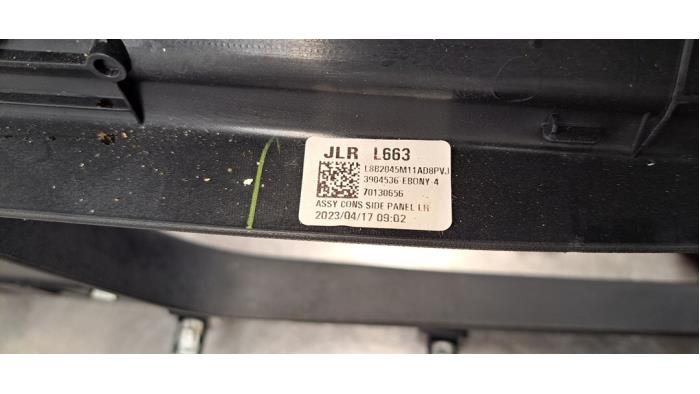 JLR L663
L8B2045M11AD8PVJ
3904536 EBONY-4
70130656
ASSY CONS SIDE PANEL LH
2023/04/17 09:02